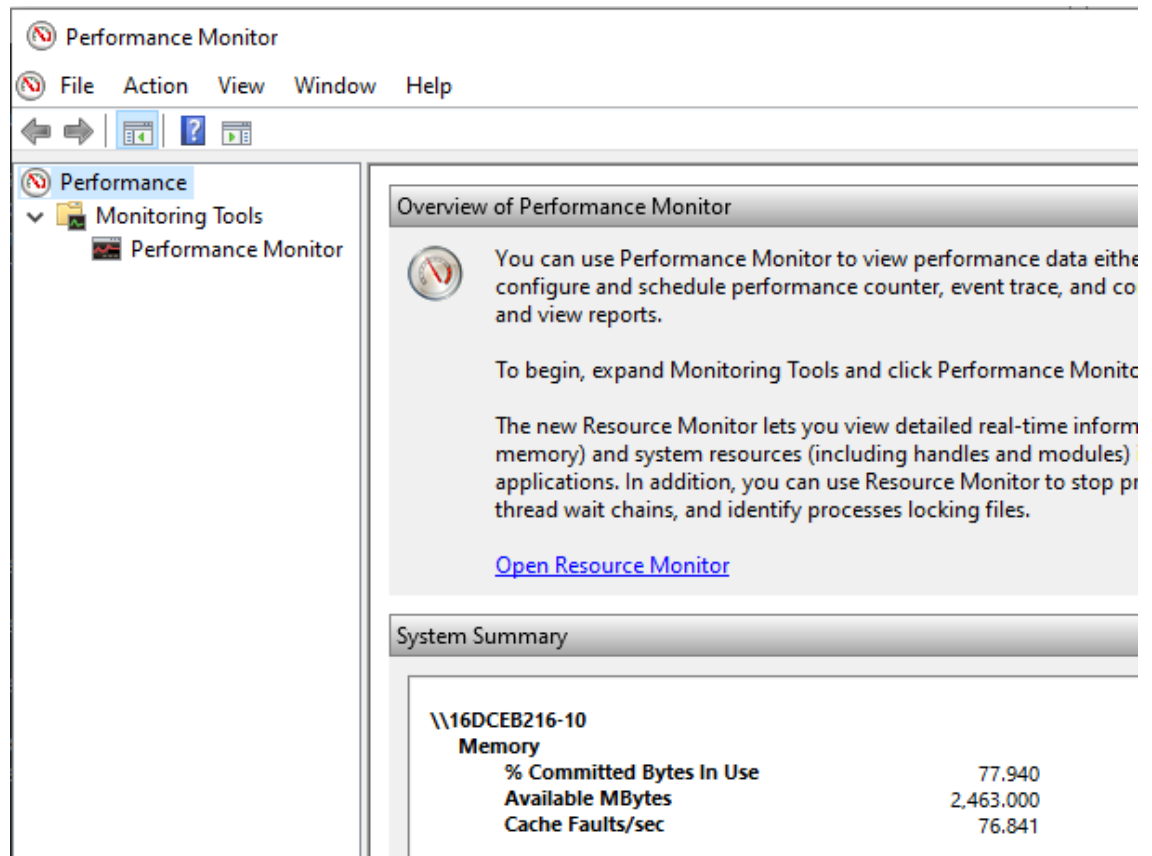 Performance Monitor
File Action View Window Help
Performance
Monitoring Tools
Performance Monitor
Overview of Performance Monitor
You can use Performance Monitor to view performance data eithe
configure and schedule performance counter, event trace, and co
and view reports.
To begin, expand Monitoring Tools and click Performance Monito
The new Resource Monitor lets you view detailed real-time inform
memory) and system resources (including handles and modules)
applications. In addition, you can use Resource Monitor to stop pr
thread wait chains, and identify processes locking files.
Open Resource Monitor
System Summary
\\16DCEB216-10
Memory
% Committed Bytes In Use 77.940
Available MBytes 2,463.000
Cache Faults/sec 76.841